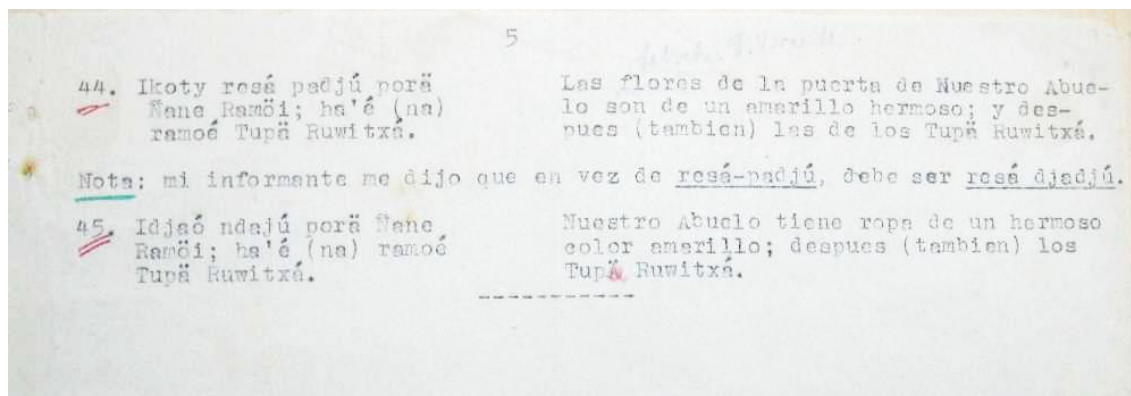 5
44. Ikoty resá padjú porä
Ñane Ramöi; ha'é (na)
ramoé Tupä Ruwitxá.
Las flores de la puerta de Nuestro Abue-
lo son de un amarillo hermoso; y des-
pues (tambien) las de los Tupä Ruwitxá.
Nota: mi informante me dijo que en vez de resá-padjú, debe ser resá djadjú.
45. Idjaó ndajú porä Ñane
Ramöi; ha'é (na) ramoé
Tupä Ruwitxá.
Nuestro Abuelo tiene ropa de un hermoso
color amarillo; despues (tambien) los
Tupä Ruwitxá.